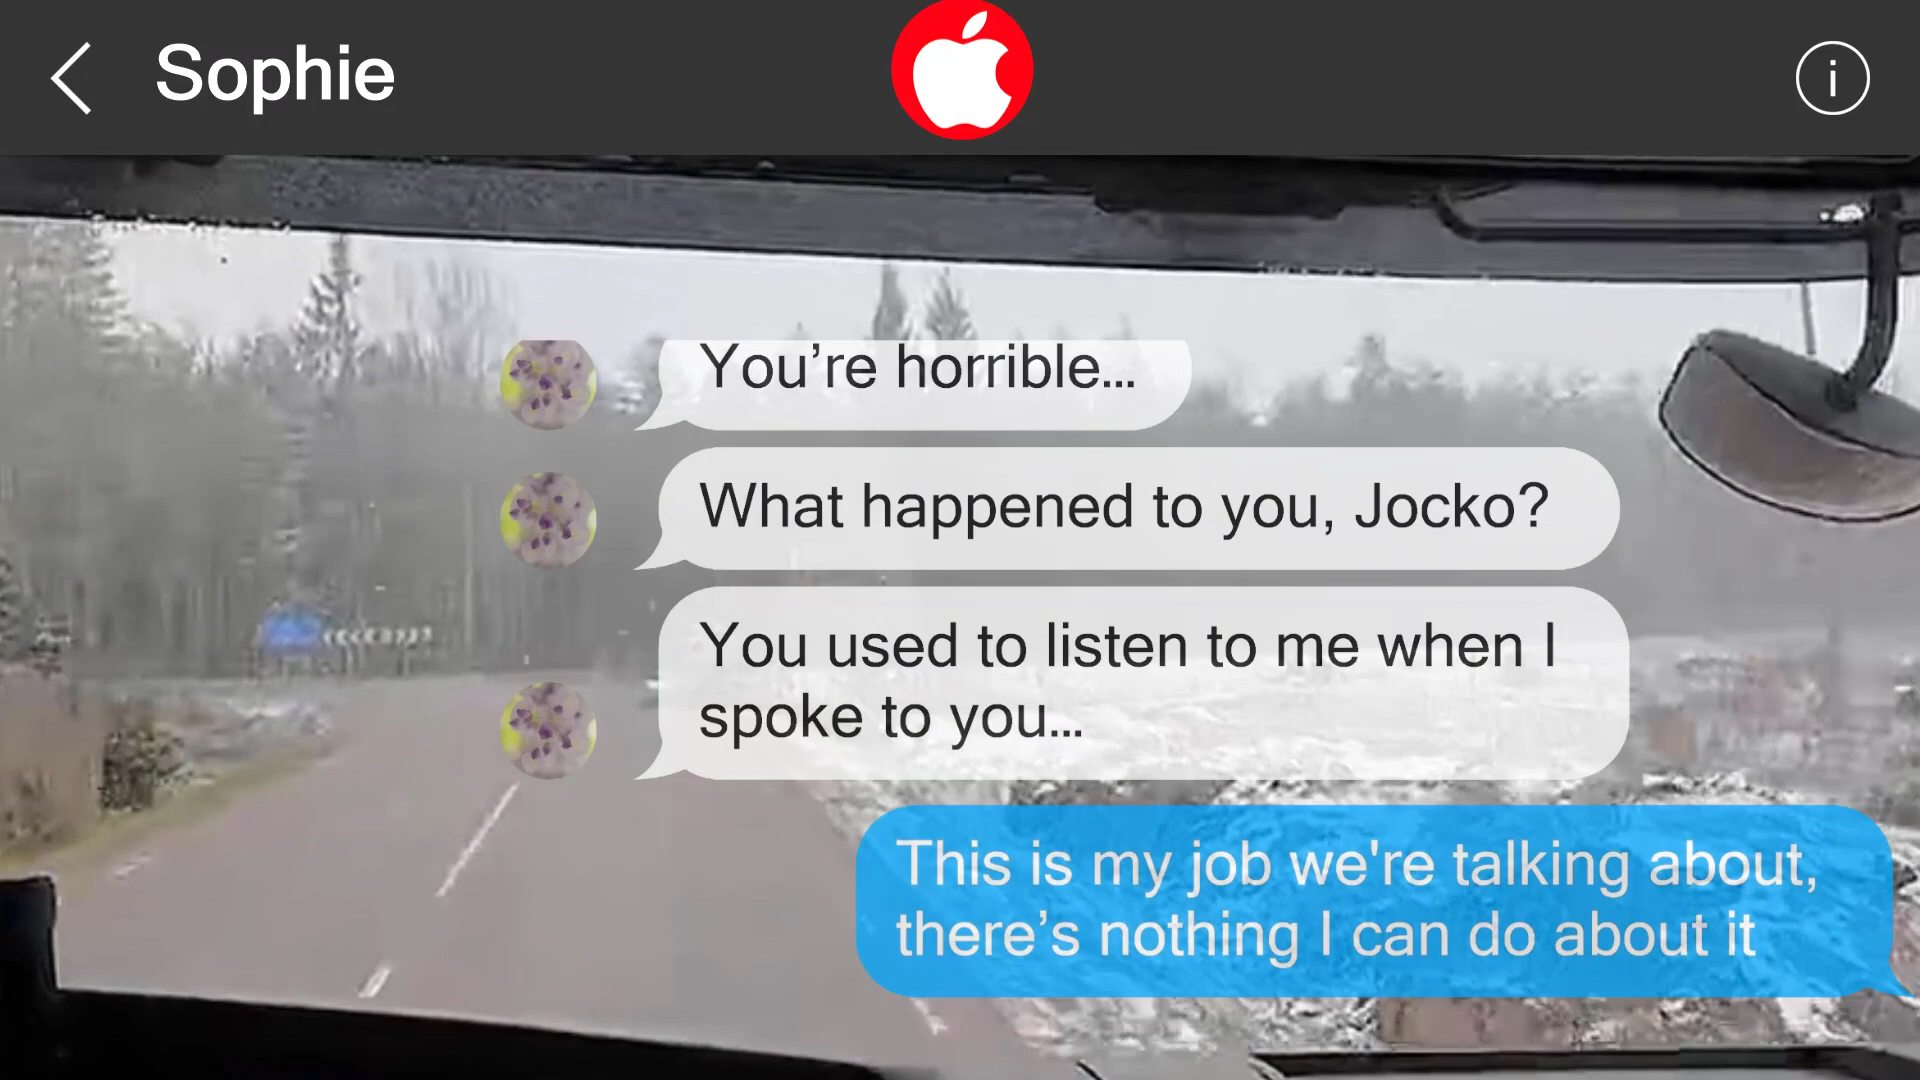 Sophie
You’re horrible...
What happened to you, Jocko?
You used to listen to me when I
spoke to you...
This is my job we're talking about,
there’s nothing I can do about it